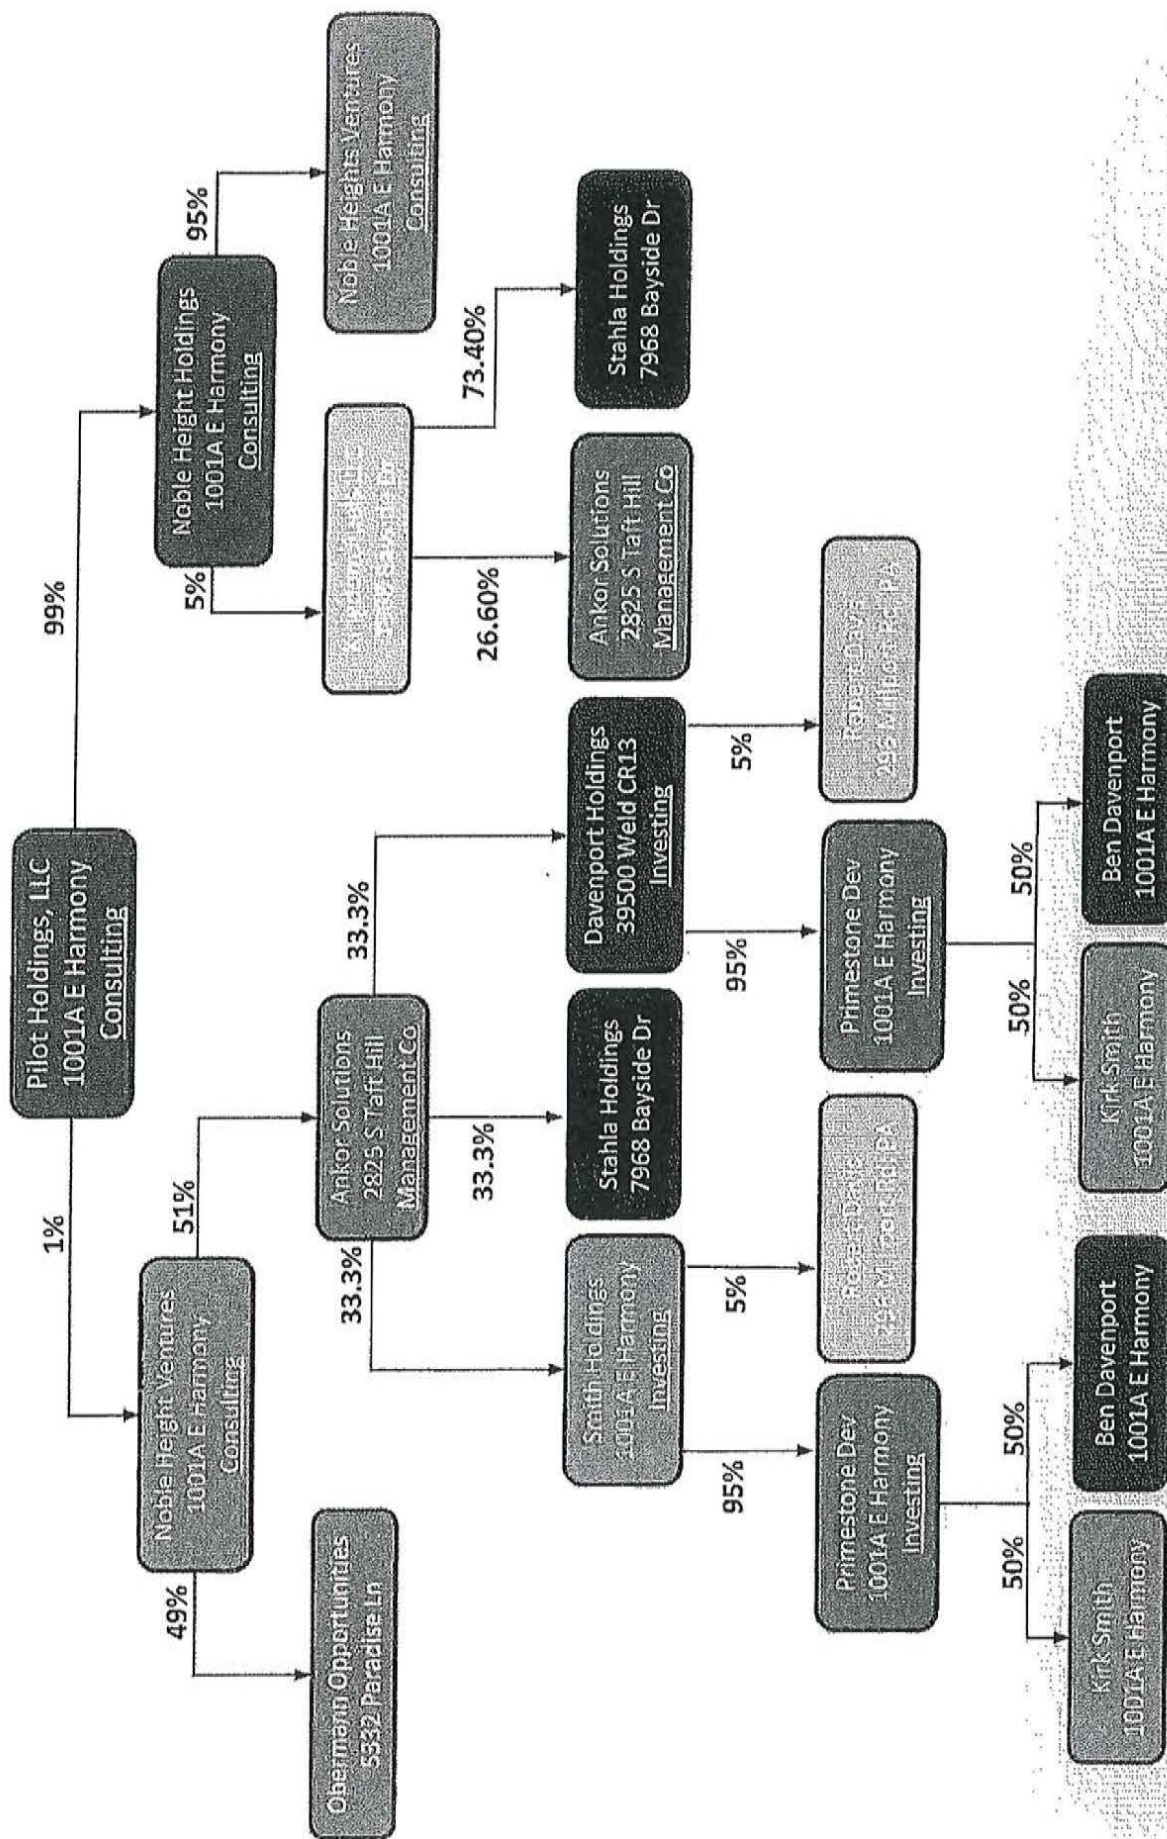 Pilot Holdings, LLC
1001A E Harmony
Consulting
1%
99%
Noble Height Ventures
1001A E Harmony
Consulting
Noble Height Holdings
1001A E Harmony
Consulting
49%
51%
5%
95%
Obermann Opportunities
5332 Paradise Ln
Ankor Solutions
2825 S Taft Hill
Management Co
Noble Heights Ventures
1001A E Harmony
Consulting
33.3%
33.3%
33.3%
26.60%
73.40%
Smith Holdings
1001A E Harmony
Investing
Stahla Holdings
7968 Bayside Dr
Davenport Holdings
39500 Weld CR13
Investing
Ankor Solutions
2825 S Taft Hill
Management Co
Stahla Holdings
7968 Bayside Dr
95%
5%
95%
5%
Primestone Dev
1001A E Harmony
Investing
Rd PA
Primestone Dev
1001A E Harmony
Investing
Robert Davis
296 Millport Rd, PA
50%
50%
50%
50%
Kirk Smith
1001A E Harmony
Ben Davenport
1001A E Harmony
Kirk Smith
1001A E Harmony
Ben Davenport
1001A E Harmony